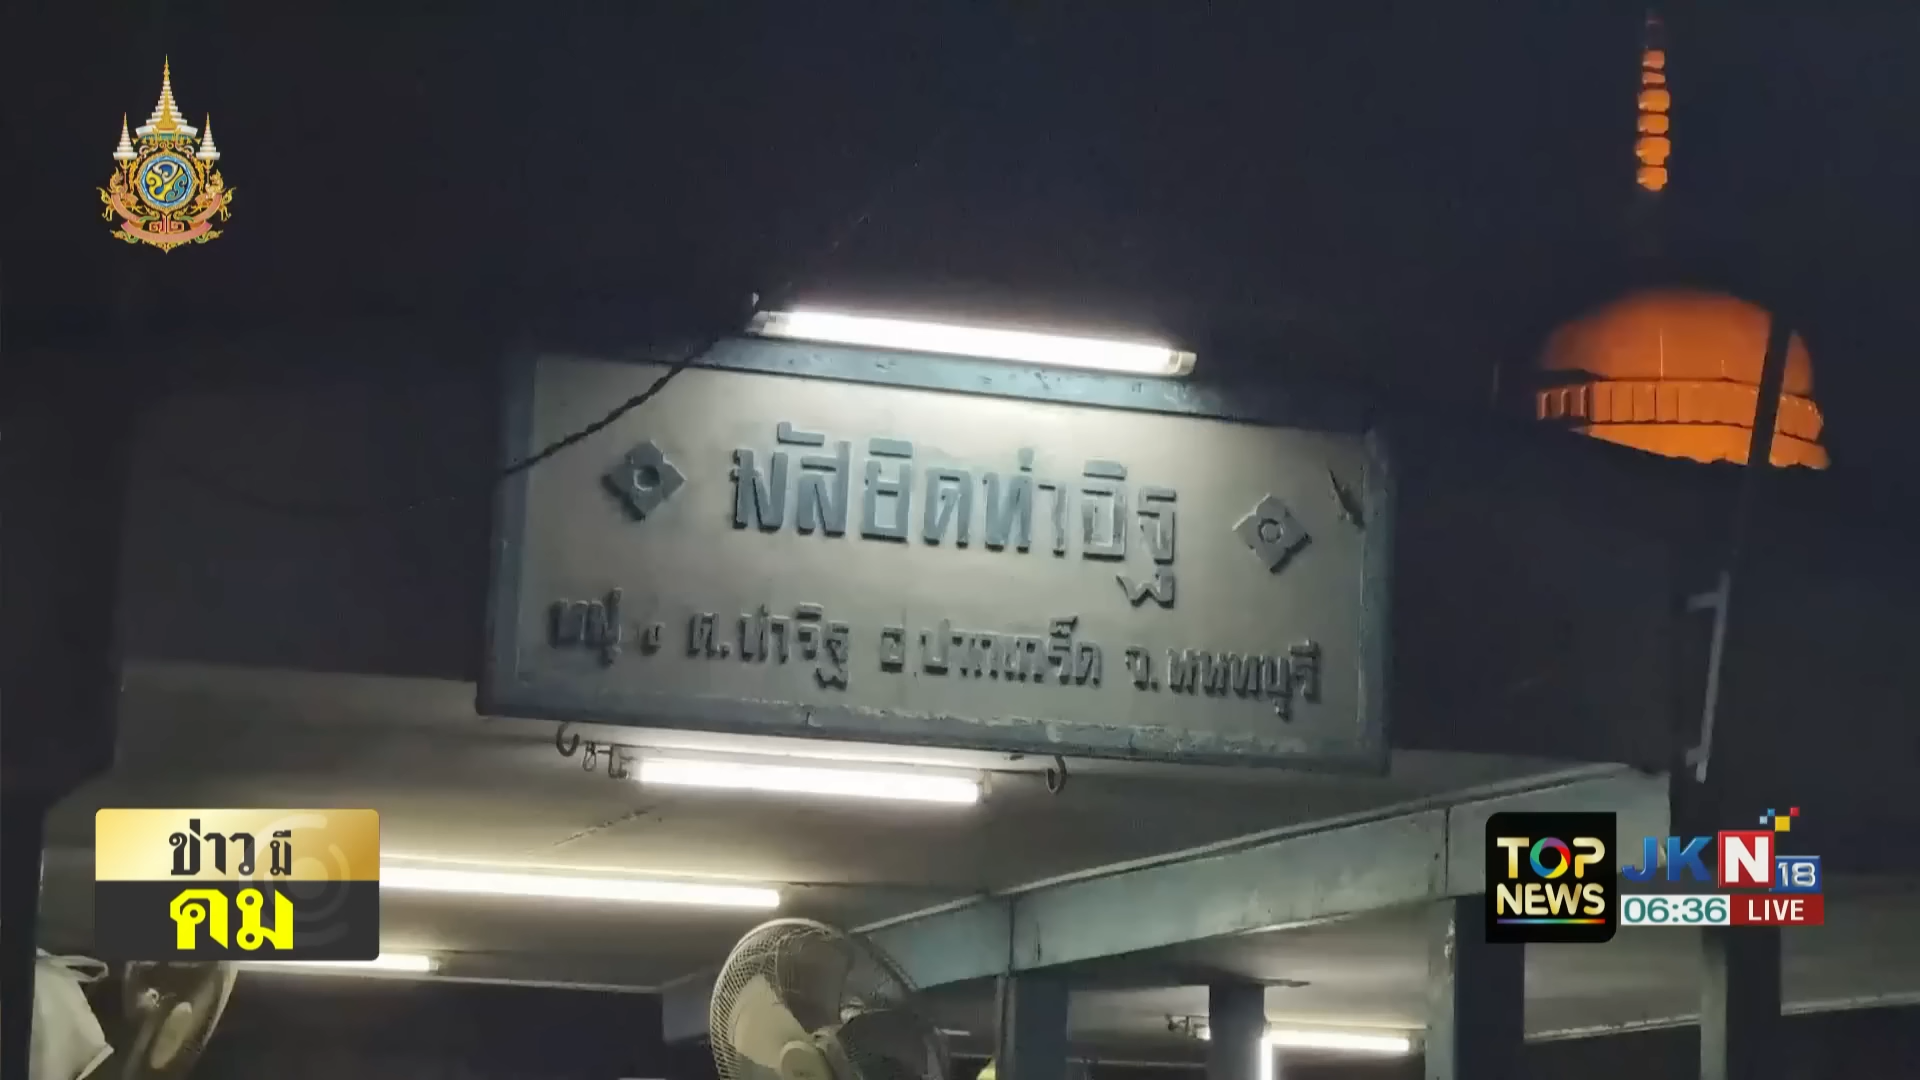 มัสยิดท่าอิฐ
หมู่ ๗ ต.ท่าอิฐ อ.ปากเกร็ด จ.นนทบุรี
ข่าวมี
คม
TOP
NEWS
JKN
18
06:36 LIVE